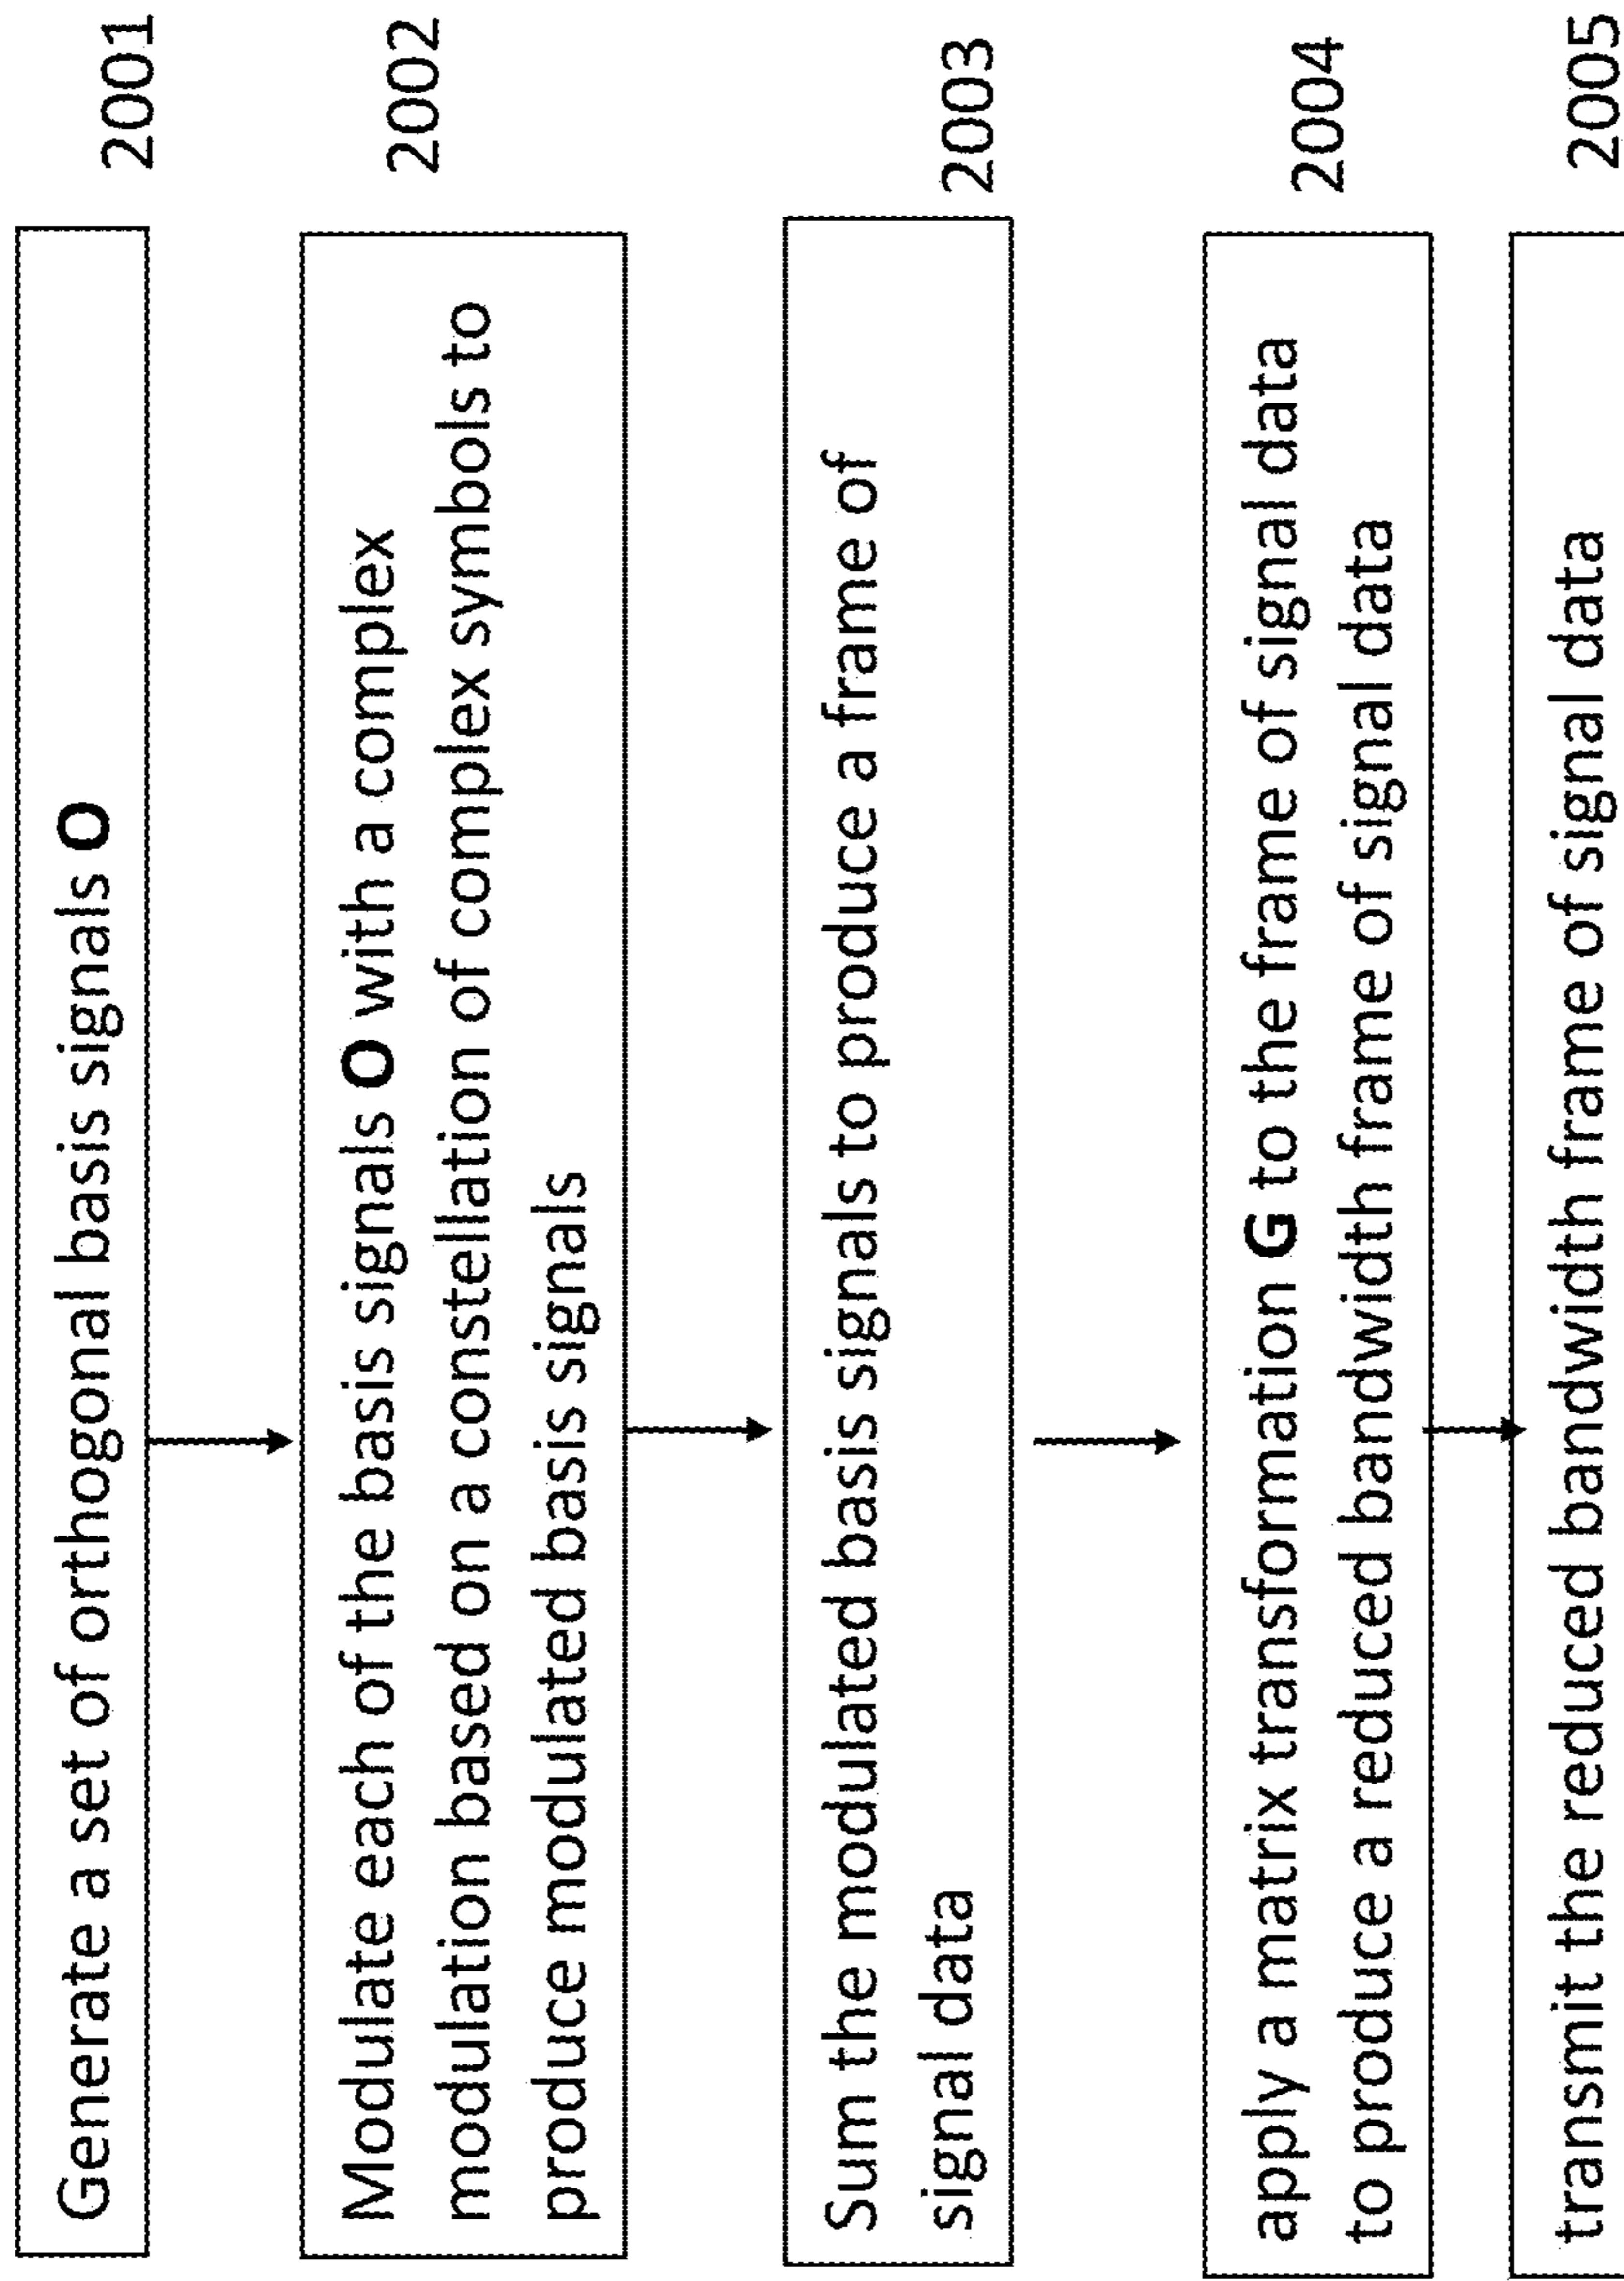 Generate a set of orthogonal basis signals O
2001
Modulate each of the basis signals O with a complex
modulation based on a constellation of complex symbols to
produce modulated basis signals
2002
Sum the modulated basis signals to produce a frame of
signal data
2003
apply a matrix transformation G to the frame of signal data
to produce a reduced bandwidth frame of signal data
2004
transmit the reduced bandwidth frame of signal data
2005